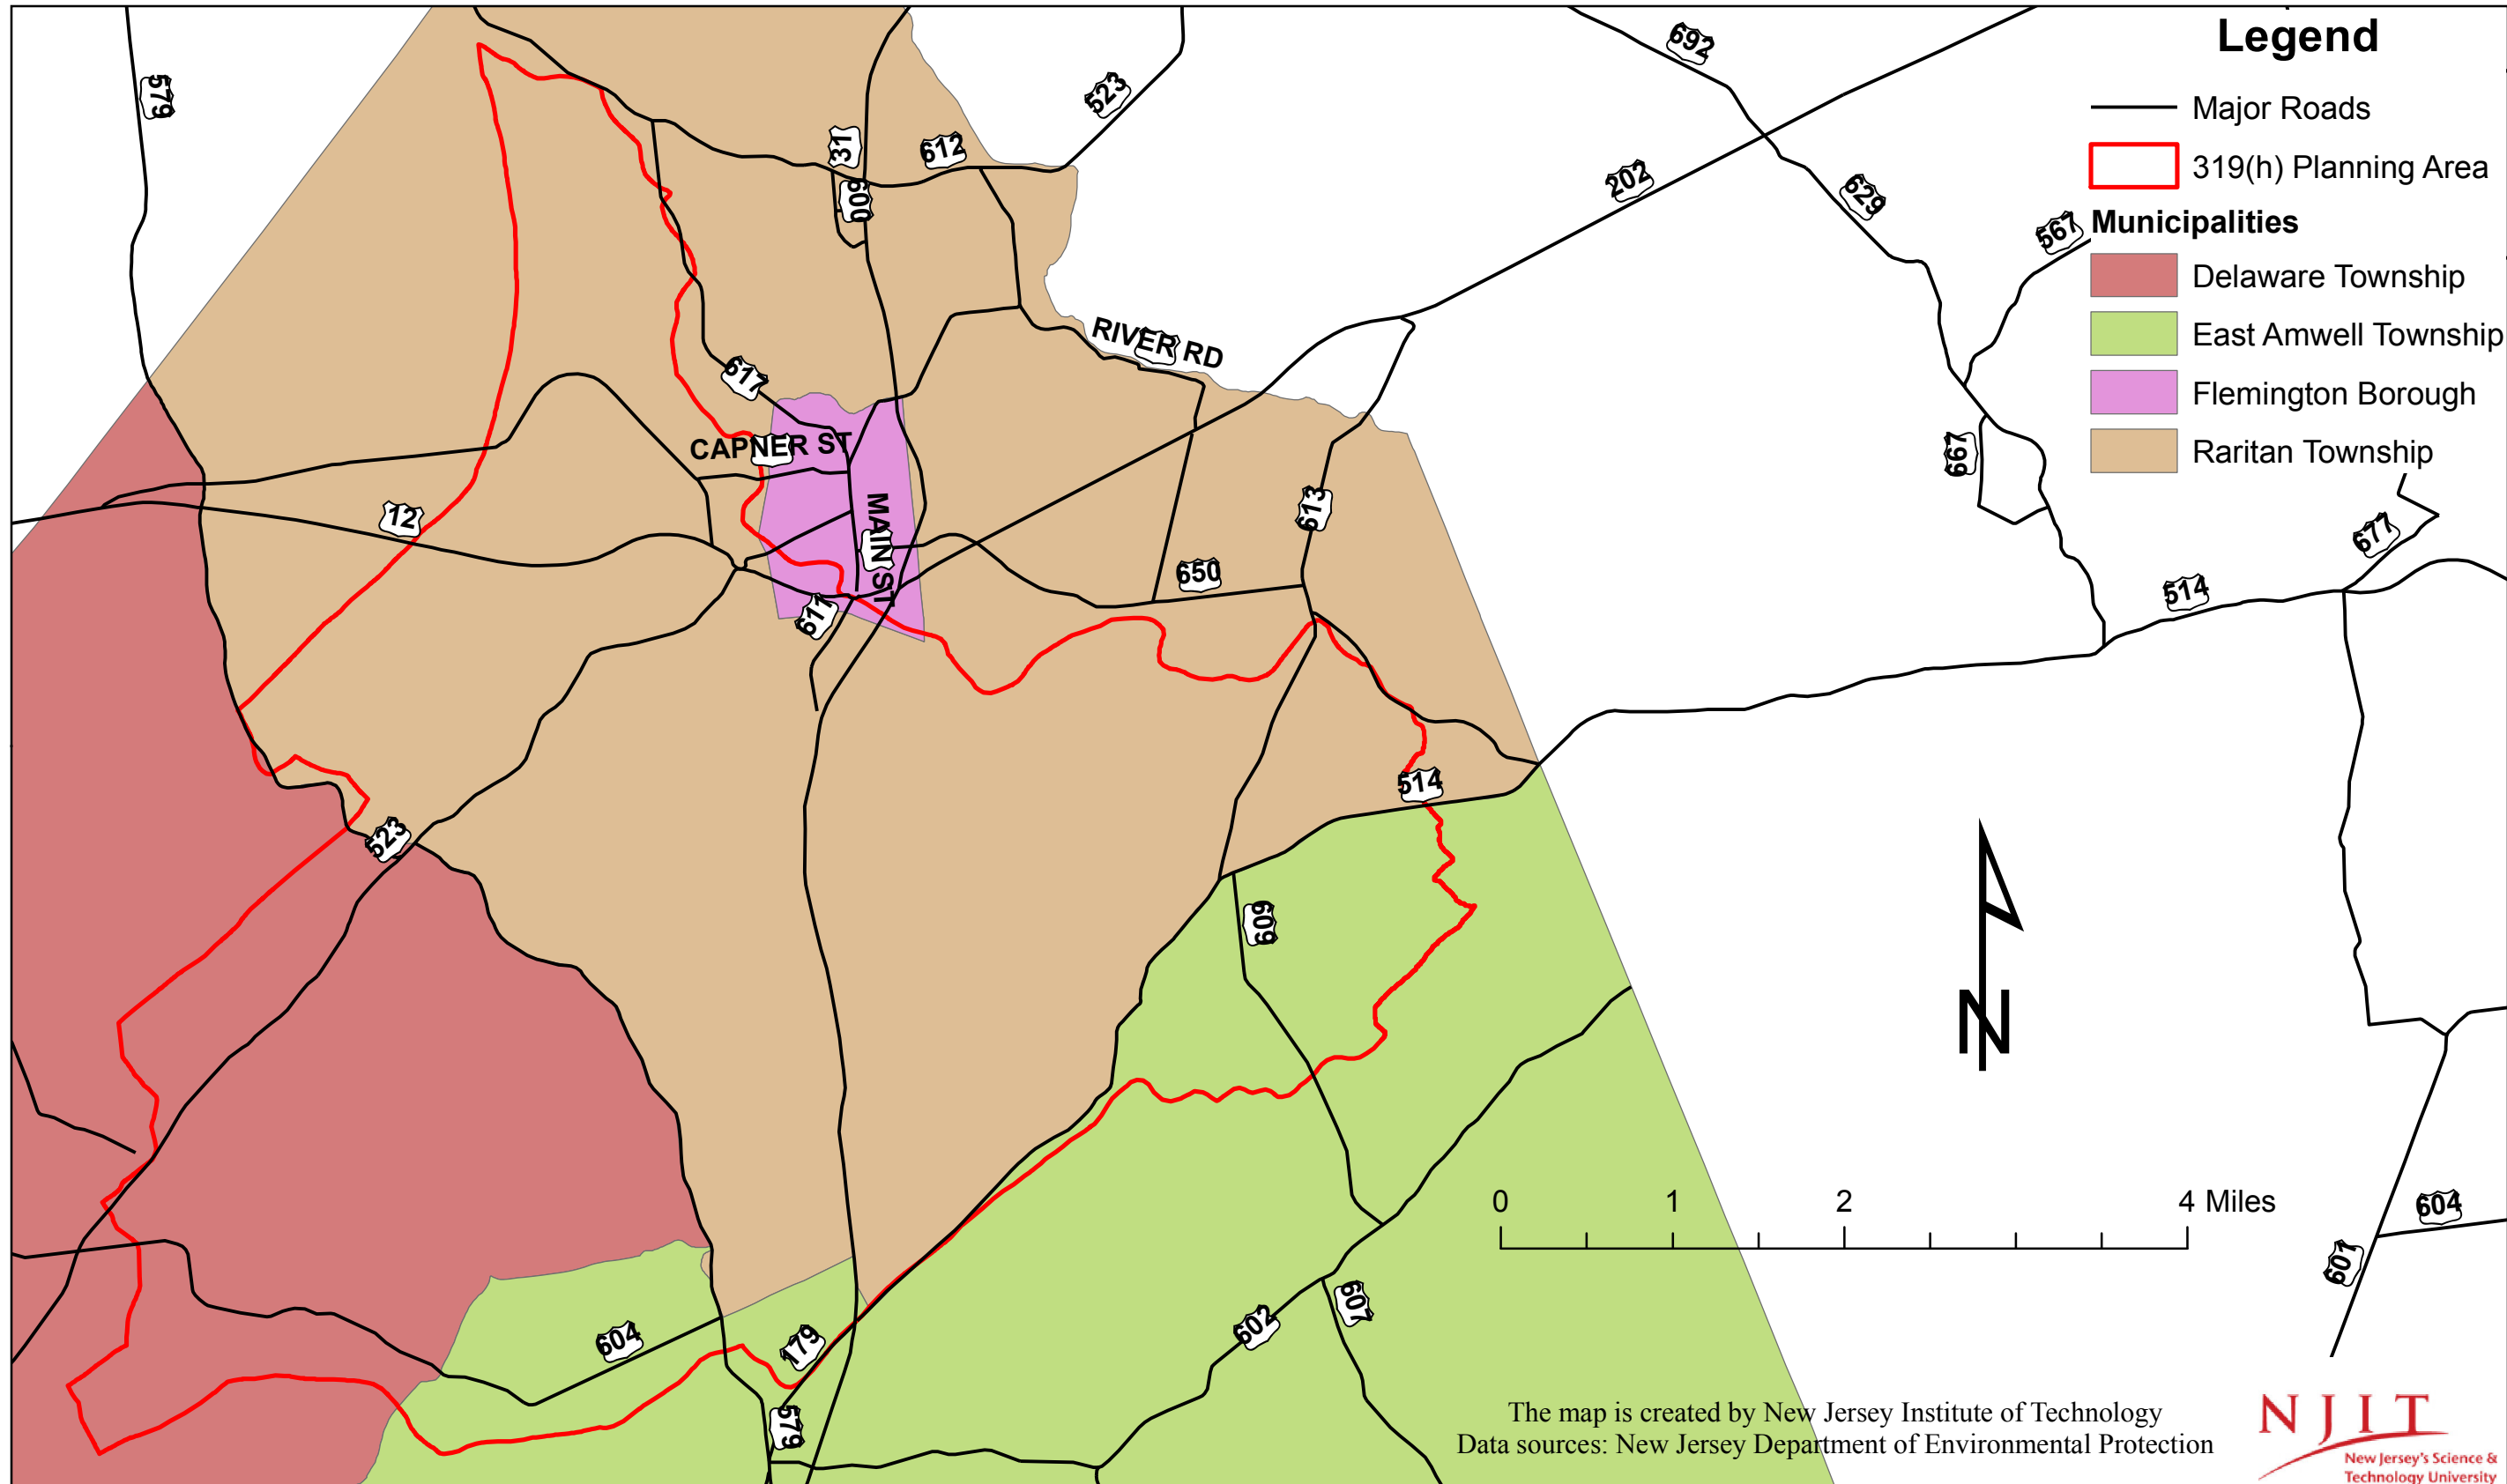 Legend
Major Roads
319(h) Planning Area
Municipalities
Delaware Township
East Amwell Township
Flemington Borough
Raritan Township
692
579
523
31
612
202
600
629
567
RIVER RD
617
CAPNER ST
MAIN ST
697
12
613
677
650
514
611
514
523
609
N
0 1 2 4 Miles
604
601
607
602
604
179
579
The map is created by New Jersey Institute of Technology
Data sources: New Jersey Department of Environmental Protection
NJIT
New Jersey's Science &
Technology University